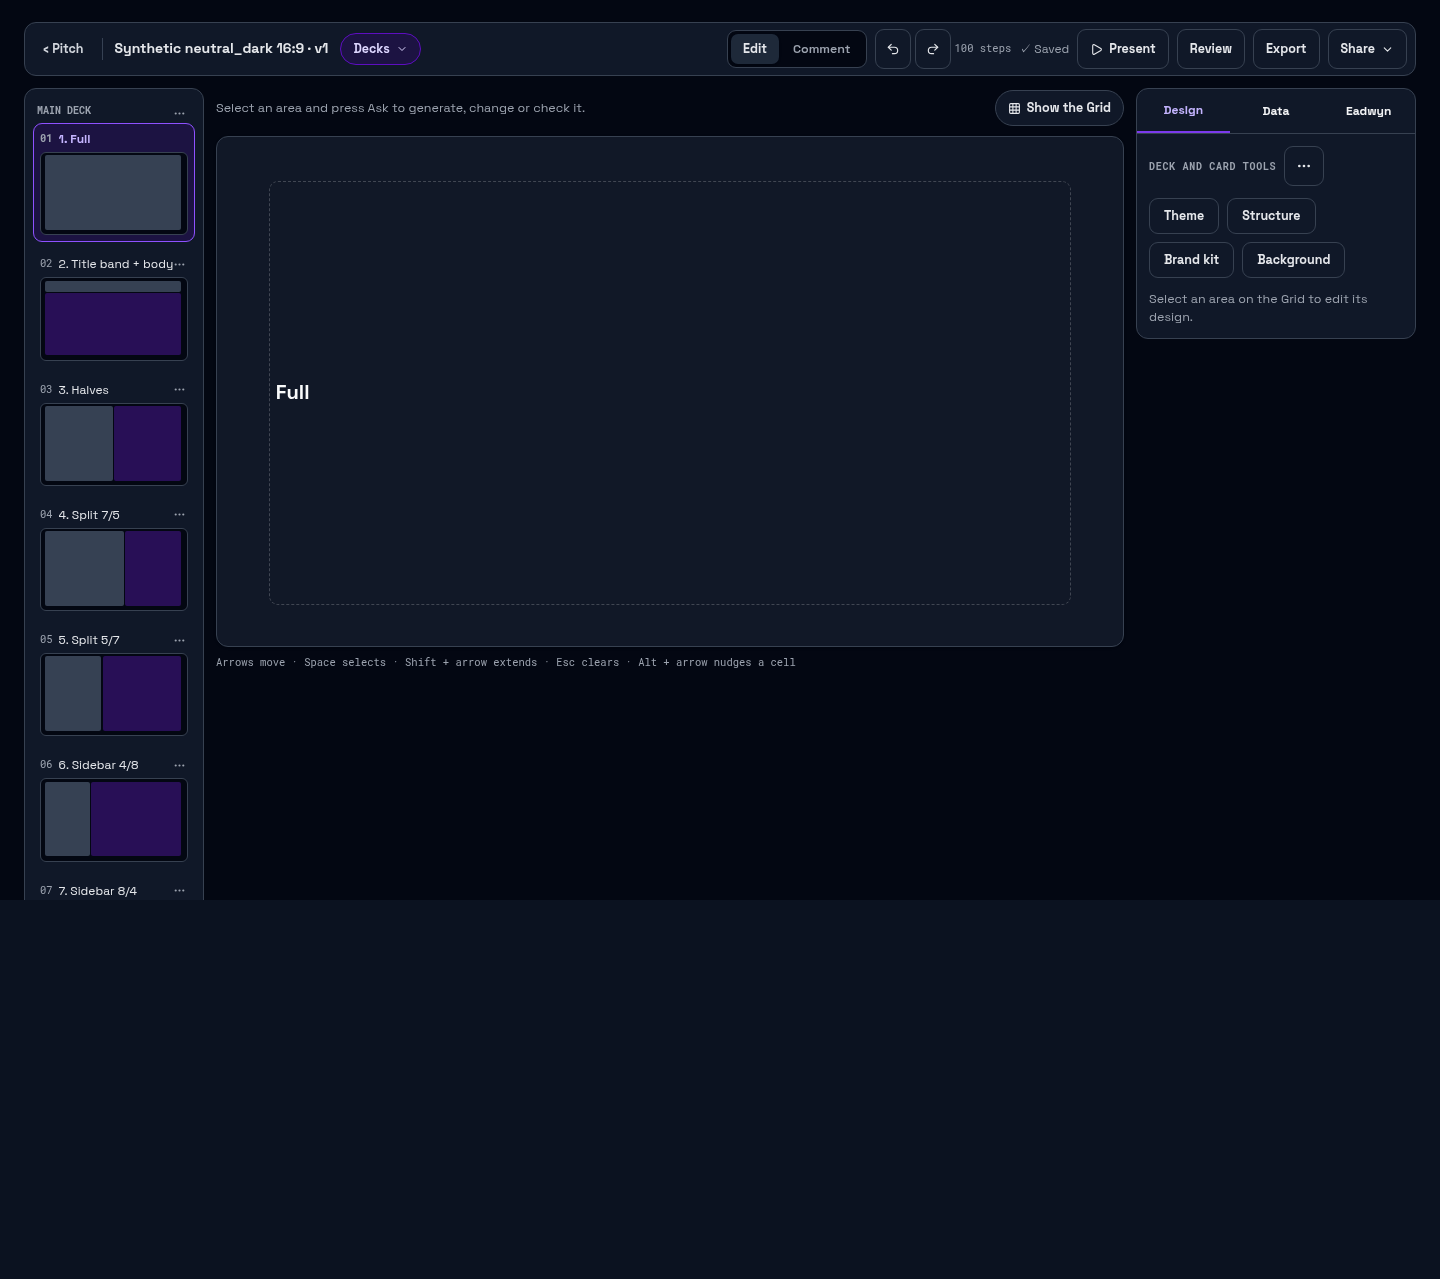 ‹ Pitch
Synthetic neutral_dark 16:9 · v1
Decks
Edit
Comment
100 steps
✓ Saved
Present
Review
Export
Share
MAIN DECK
01 1. Full
02 2. Title band + body
03 3. Halves
04 4. Split 7/5
05 5. Split 5/7
06 6. Sidebar 4/8
07 7. Sidebar 8/4
Select an area and press Ask to generate, change or check it.
Show the Grid
Full
Arrows move · Space selects · Shift + arrow extends · Esc clears · Alt + arrow nudges a cell
Design
Data
Eadwyn
DECK AND CARD TOOLS
Theme
Structure
Brand kit
Background
Select an area on the Grid to edit its
design.